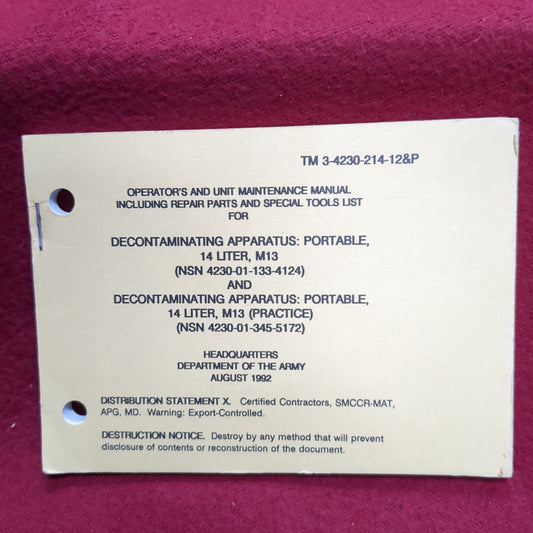 TM 3-4230-214-12&P
OPERATOR'S AND UNIT MAINTENANCE MANUAL
INCLUDING REPAIR PARTS AND SPECIAL TOOLS LIST
FOR
DECONTAMINATING APPARATUS: PORTABLE,
14 LITER, M13
(NSN 4230-01-133-4124)
AND
DECONTAMINATING APPARATUS: PORTABLE,
14 LITER, M13 (PRACTICE)
(NSN 4230-01-345-5172)
HEADQUARTERS
DEPARTMENT OF THE ARMY
AUGUST 1992
DISTRIBUTION STATEMENT X. Certified Contractors, SMCCR-MAT,
APG, MD. Warning: Export-Controlled.
DESTRUCTION NOTICE. Destroy by any method that will prevent
disclosure of contents or reconstruction of the document.